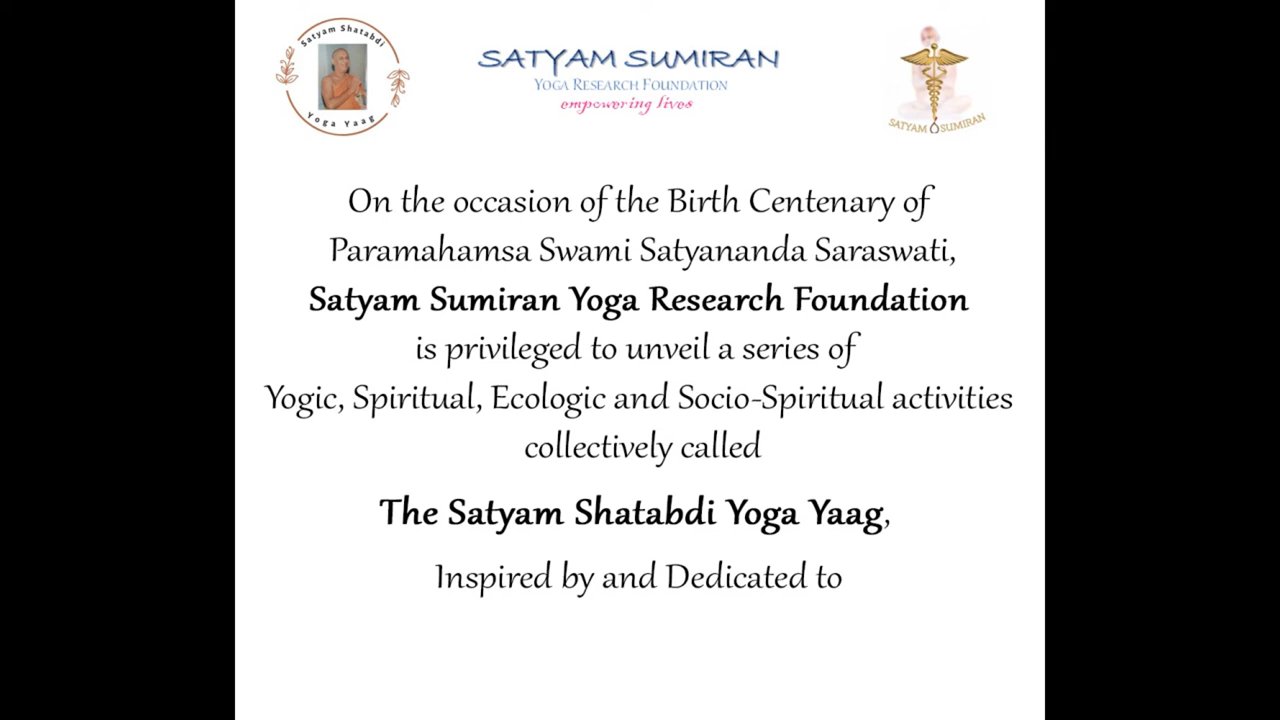 Satyam Shatabdi
Yoga Yaag
SATYAM SUMIRAN
YOGA RESEARCH FOUNDATION
empowering lives
SATYAM SUMIRAN
On the occasion of the Birth Centenary of
Paramahamsa Swami Satyananda Saraswati,
Satyam Sumiran Yoga Research Foundation
is privileged to unveil a series of
Yogic, Spiritual, Ecologic and Socio-Spiritual activities
collectively called
The Satyam Shatabdi Yoga Yaag,
Inspired by and Dedicated to